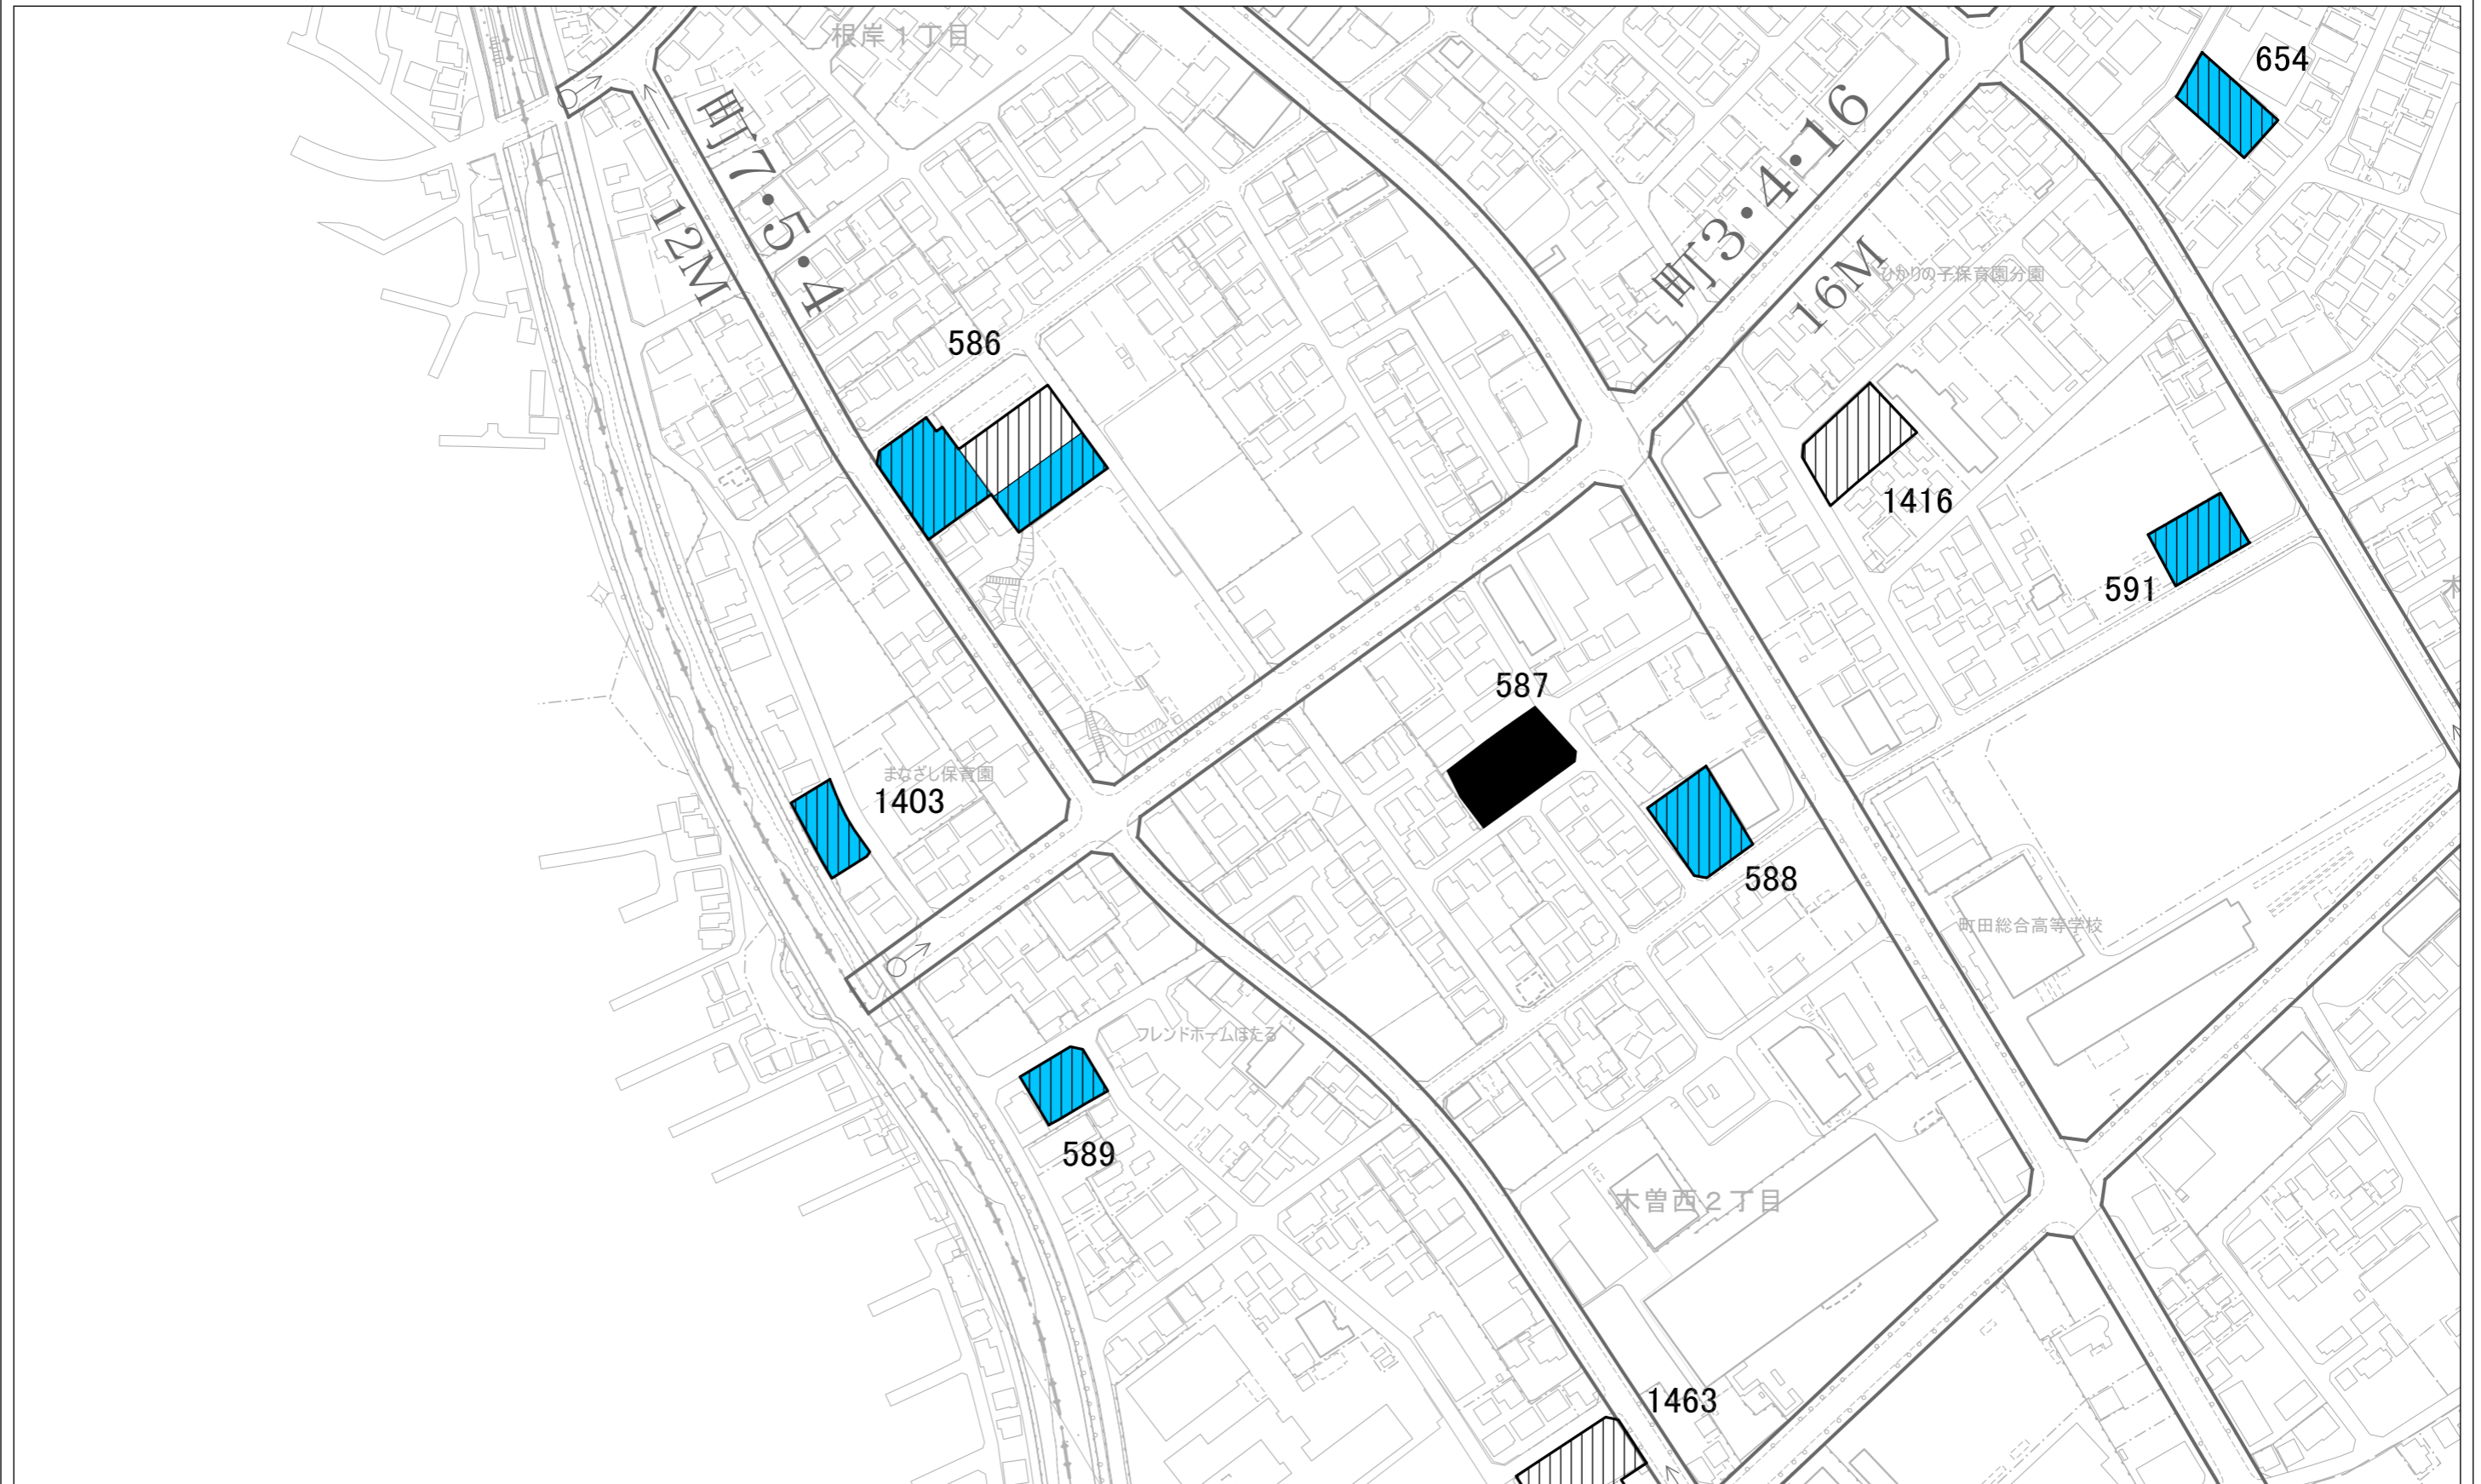 根岸１丁目
654
町7・5・4
12M
町3・4・16
16M
ひかりの子保育園分園
586
1416
591
木
587
まなざし保育園
1403
588
町田総合高等学校
フレンドホームほたる
589
木曽西２丁目
1463